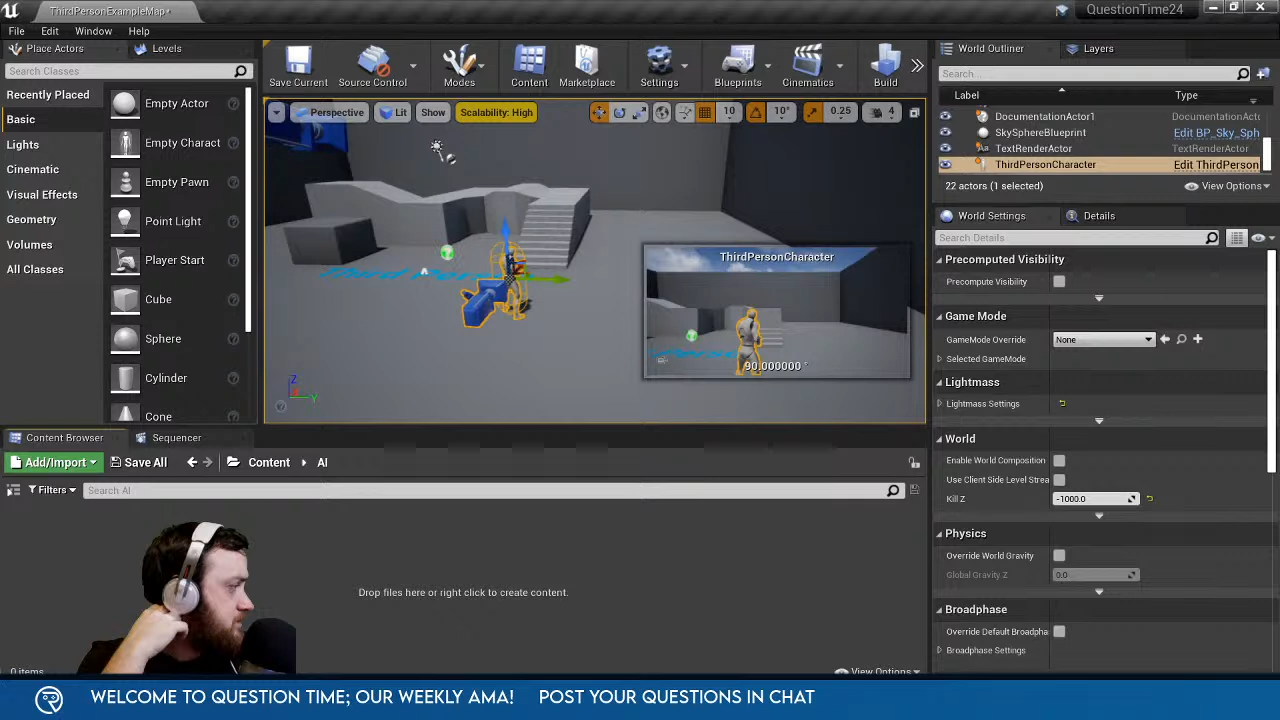 ThirdPersonExampleMap•
QuestionTime24
File Edit Window Help
Place Actors Levels
Search Classes
Recently Placed
Basic
Lights
Cinematic
Visual Effects
Geometry
Volumes
All Classes
Empty Actor
Empty Charact
Empty Pawn
Point Light
Player Start
Cube
Sphere
Cylinder
Cone
Save Current Source Control Modes Content Marketplace Settings Blueprints Cinematics Build
Perspective Lit Show Scalability: High 10 10° 0.25 4
ThirdPersonCharacter
90.000000 °
Z
Y
World Outliner Layers
Search...
Label Type
DocumentationActor1 DocumentationAct
SkySphereBlueprint Edit BP_Sky_Sph
TextRenderActor TextRenderActor
ThirdPersonCharacter Edit ThirdPerson
22 actors (1 selected) View Options
World Settings Details
Search Details
Precomputed Visibility
Precompute Visibility
Game Mode
GameMode Override None
Selected GameMode
Lightmass
Lightmass Settings
World
Enable World Composition
Use Client Side Level Strea
Kill Z -1000.0
Physics
Override World Gravity
Global Gravity Z 0.0
Broadphase
Override Default Broadpha
Broadphase Settings
Content Browser Sequencer
Add/Import Save All Content AI
Filters Search AI
Drop files here or right click to create content.
0 items View Options
WELCOME TO QUESTION TIME; OUR WEEKLY AMA! POST YOUR QUESTIONS IN CHAT